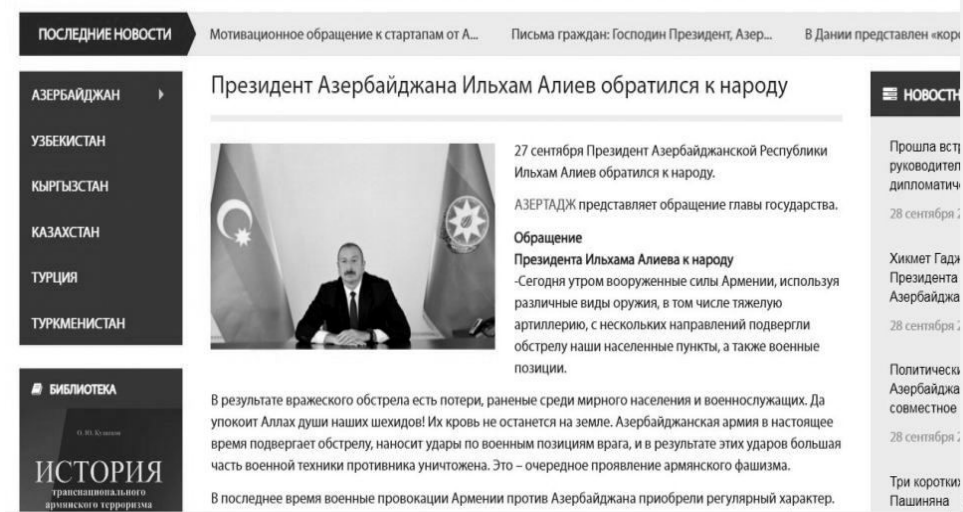 ПОСЛЕДНИЕ НОВОСТИ
Мотивационное обращение к стартапам от А...
Письма граждан: Господин Президент, Азер...
В Дании представлен «кор
АЗЕРБАЙДЖАН
УЗБЕКИСТАН
КЫРГЫЗСТАН
КАЗАХСТАН
ТУРЦИЯ
ТУРКМЕНИСТАН
БИБЛИОТЕКА
О. Ю. Кузнецов
ИСТОРИЯ
транснационального
армянского терроризма
Президент Азербайджана Ильхам Алиев обратился к народу
27 сентября Президент Азербайджанской Республики
Ильхам Алиев обратился к народу.
АЗЕРТАДЖ представляет обращение главы государства.
Обращение
Президента Ильхама Алиева к народу
-Сегодня утром вооруженные силы Армении, используя
различные виды оружия, в том числе тяжелую
артиллерию, с нескольких направлений подвергли
обстрелу наши населенные пункты, а также военные
позиции.
В результате вражеского обстрела есть потери, раненые среди мирного населения и военнослужащих. Да
упокоит Аллах души наших шехидов! Их кровь не останется на земле. Азербайджанская армия в настоящее
время подвергает обстрелу, наносит удары по военным позициям врага, и в результате этих ударов большая
часть военной техники противника уничтожена. Это – очередное проявление армянского фашизма.
В последнее время военные провокации Армении против Азербайджана приобрели регулярный характер.
НОВОСТН
Прошла вст
руководител
дипломатич
28 сентября
Хикмет Гадж
Президента
Азербайджа
28 сентября
Политически
Азербайджа
совместное
28 сентября
Три коротких
Пашиняна